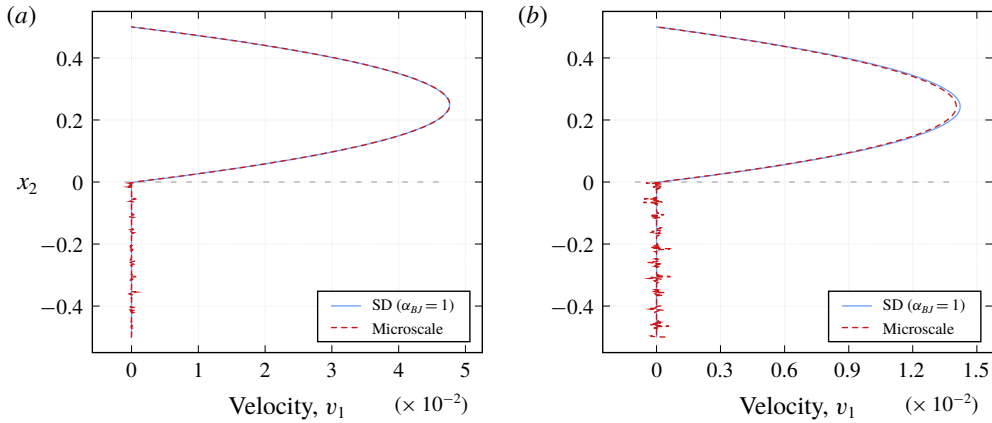 (a)
0.4
0.2
x₂ 0
−0.2
−0.4
SD (α_BJ = 1)
Microscale
0 1 2 3 4 5
Velocity, v₁ (× 10⁻²)
(b)
0.4
0.2
0
−0.2
−0.4
SD (α_BJ = 1)
Microscale
0 0.3 0.6 0.9 1.2 1.5
Velocity, v₁ (× 10⁻²)